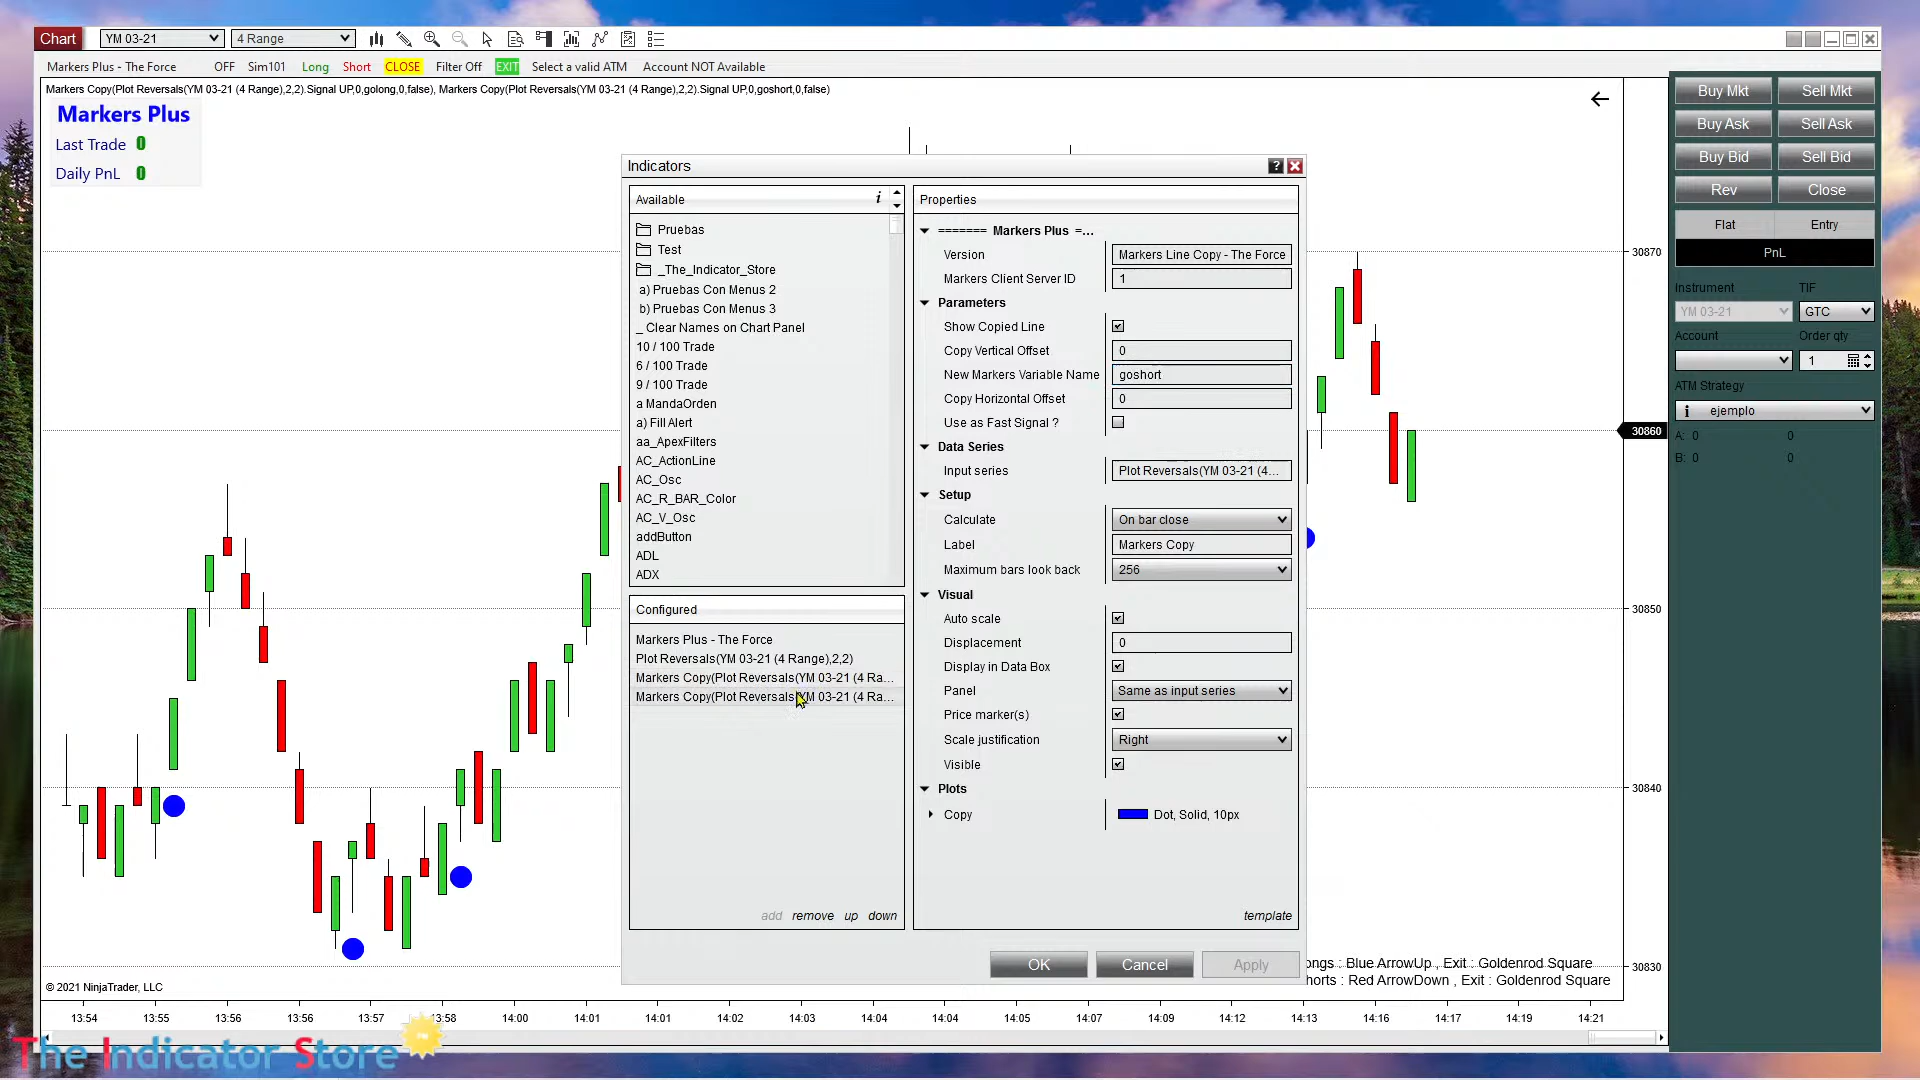 Chart YM 03-21 4 Range
Markers Plus - The Force OFF Sim101 Long Short CLOSE Filter Off EXIT Select a valid ATM Account NOT Available
Markers Copy(Plot Reversals(YM 03-21 (4 Range),2,2).Signal UP,0,golong,0,false), Markers Copy(Plot Reversals(YM 03-21 (4 Range),2,2).Signal UP,0,goshort,0,false)
Markers Plus
Last Trade 0
Daily PnL 0
Indicators
Available i
Pruebas
Test
_The_Indicator_Store
a) Pruebas Con Menus 2
b) Pruebas Con Menus 3
_ Clear Names on Chart Panel
10 / 100 Trade
6 / 100 Trade
9 / 100 Trade
a MandaOrden
a) Fill Alert
aa_ApexFilters
AC_ActionLine
AC_Osc
AC_R_BAR_Color
AC_V_Osc
addButton
ADL
ADX
Configured
Markers Plus - The Force
Plot Reversals(YM 03-21 (4 Range),2,2)
Markers Copy(Plot Reversals(YM 03-21 (4 Ra...
Markers Copy(Plot Reversals(YM 03-21 (4 Ra...
add remove up down
Properties
======= Markers Plus =...
Version Markers Line Copy - The Force
Markers Client Server ID 1
Parameters
Show Copied Line
Copy Vertical Offset 0
New Markers Variable Name goshort
Copy Horizontal Offset 0
Use as Fast Signal ?
Data Series
Input series Plot Reversals(YM 03-21 (4...
Setup
Calculate On bar close
Label Markers Copy
Maximum bars look back 256
Visual
Auto scale
Displacement 0
Display in Data Box
Panel Same as input series
Price marker(s)
Scale justification Right
Visible
Plots
Copy Dot, Solid, 10px
template
OK Cancel Apply
30870
30860
30850
30840
30830
Buy Mkt Sell Mkt
Buy Ask Sell Ask
Buy Bid Sell Bid
Rev Close
Flat Entry
PnL
Instrument TIF
YM 03-21 GTC
Account Order qty
1
ATM Strategy
i ejemplo
A: 0 0
B: 0 0
ongs : Blue ArrowUp , Exit : Goldenrod Square
horts : Red ArrowDown , Exit : Goldenrod Square
© 2021 NinjaTrader, LLC
13:54 13:55 13:56 13:56 13:57 13:58 14:00 14:01 14:01 14:02 14:03 14:04 14:04 14:05 14:07 14:09 14:12 14:13 14:16 14:17 14:19 14:21
The Indicator Store